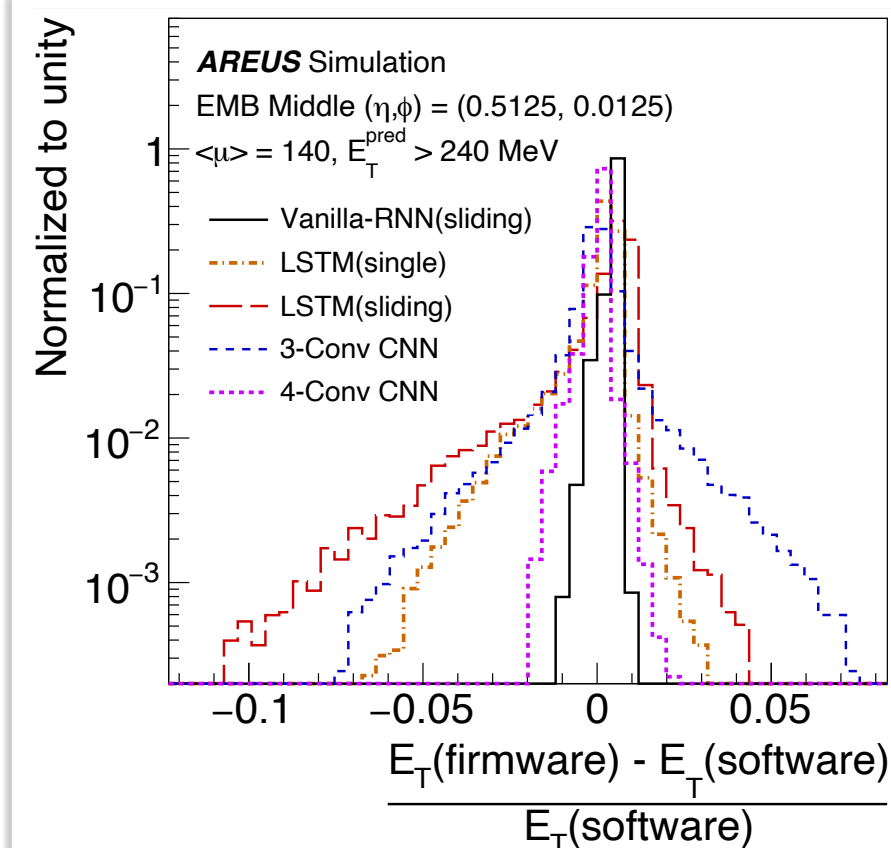 Normalized to unity
AREUS Simulation
EMB Middle (η,ϕ) = (0.5125, 0.0125)
<μ> = 140, E_T^pred > 240 MeV
Vanilla-RNN(sliding)
LSTM(single)
LSTM(sliding)
3-Conv CNN
4-Conv CNN
1
10⁻¹
10⁻²
10⁻³
−0.1 −0.05 0 0.05
E_T(firmware) - E_T(software)
E_T(software)